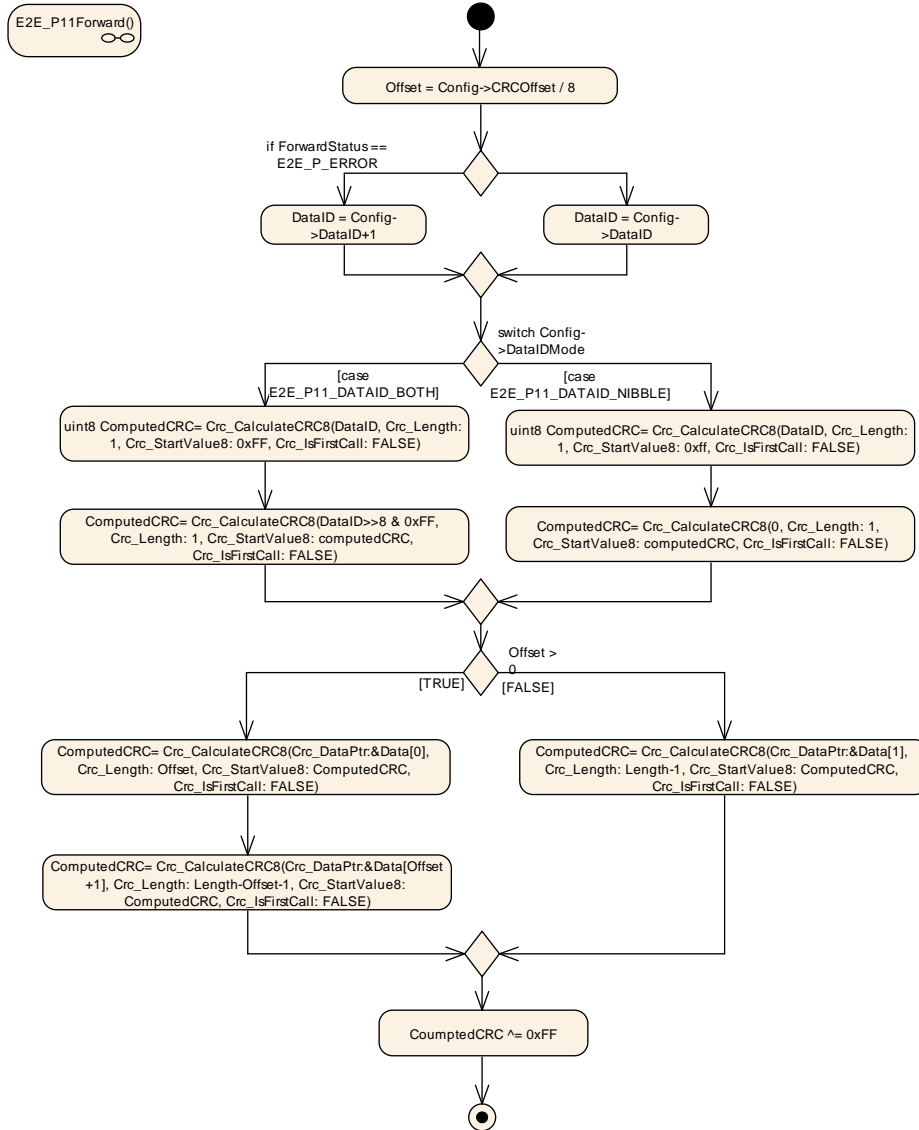 E2E_P11Forward()
Offset = Config->CRCOffset / 8
if ForwardStatus ==
E2E_P_ERROR
DataID = Config-
>DataID+1
DataID = Config-
>DataID
switch Config-
>DataIDMode
[case
E2E_P11_DATAID_BOTH]
[case
E2E_P11_DATAID_NIBBLE]
uint8 ComputedCRC= Crc_CalculateCRC8(DataID, Crc_Length:
1, Crc_StartValue8: 0xFF, Crc_IsFirstCall: FALSE)
uint8 ComputedCRC= Crc_CalculateCRC8(DataID, Crc_Length:
1, Crc_StartValue8: 0xff, Crc_IsFirstCall: FALSE)
ComputedCRC= Crc_CalculateCRC8(DataID>>8 & 0xFF,
Crc_Length: 1, Crc_StartValue8: computedCRC,
Crc_IsFirstCall: FALSE)
ComputedCRC= Crc_CalculateCRC8(0, Crc_Length: 1,
Crc_StartValue8: computedCRC, Crc_IsFirstCall: FALSE)
Offset >
0
[TRUE]
[FALSE]
ComputedCRC= Crc_CalculateCRC8(Crc_DataPtr:&Data[0],
Crc_Length: Offset, Crc_StartValue8: ComputedCRC,
Crc_IsFirstCall: FALSE)
ComputedCRC= Crc_CalculateCRC8(Crc_DataPtr:&Data[1],
Crc_Length: Length-1, Crc_StartValue8: ComputedCRC,
Crc_IsFirstCall: FALSE)
ComputedCRC= Crc_CalculateCRC8(Crc_DataPtr:&Data[Offset
+1], Crc_Length: Length-Offset-1, Crc_StartValue8:
ComputedCRC, Crc_IsFirstCall: FALSE)
CoumptedCRC ^= 0xFF